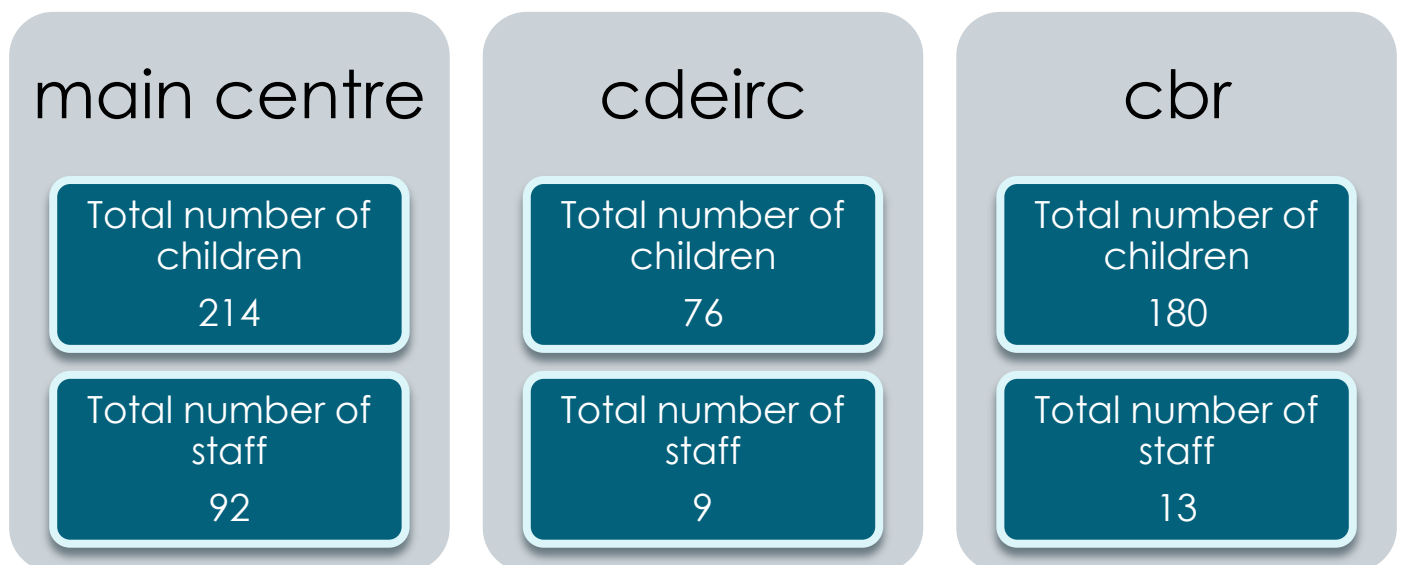 main centre
Total number of
children
214
Total number of
staff
92
cdeirc
Total number of
children
76
Total number of
staff
9
cbr
Total number of
children
180
Total number of
staff
13